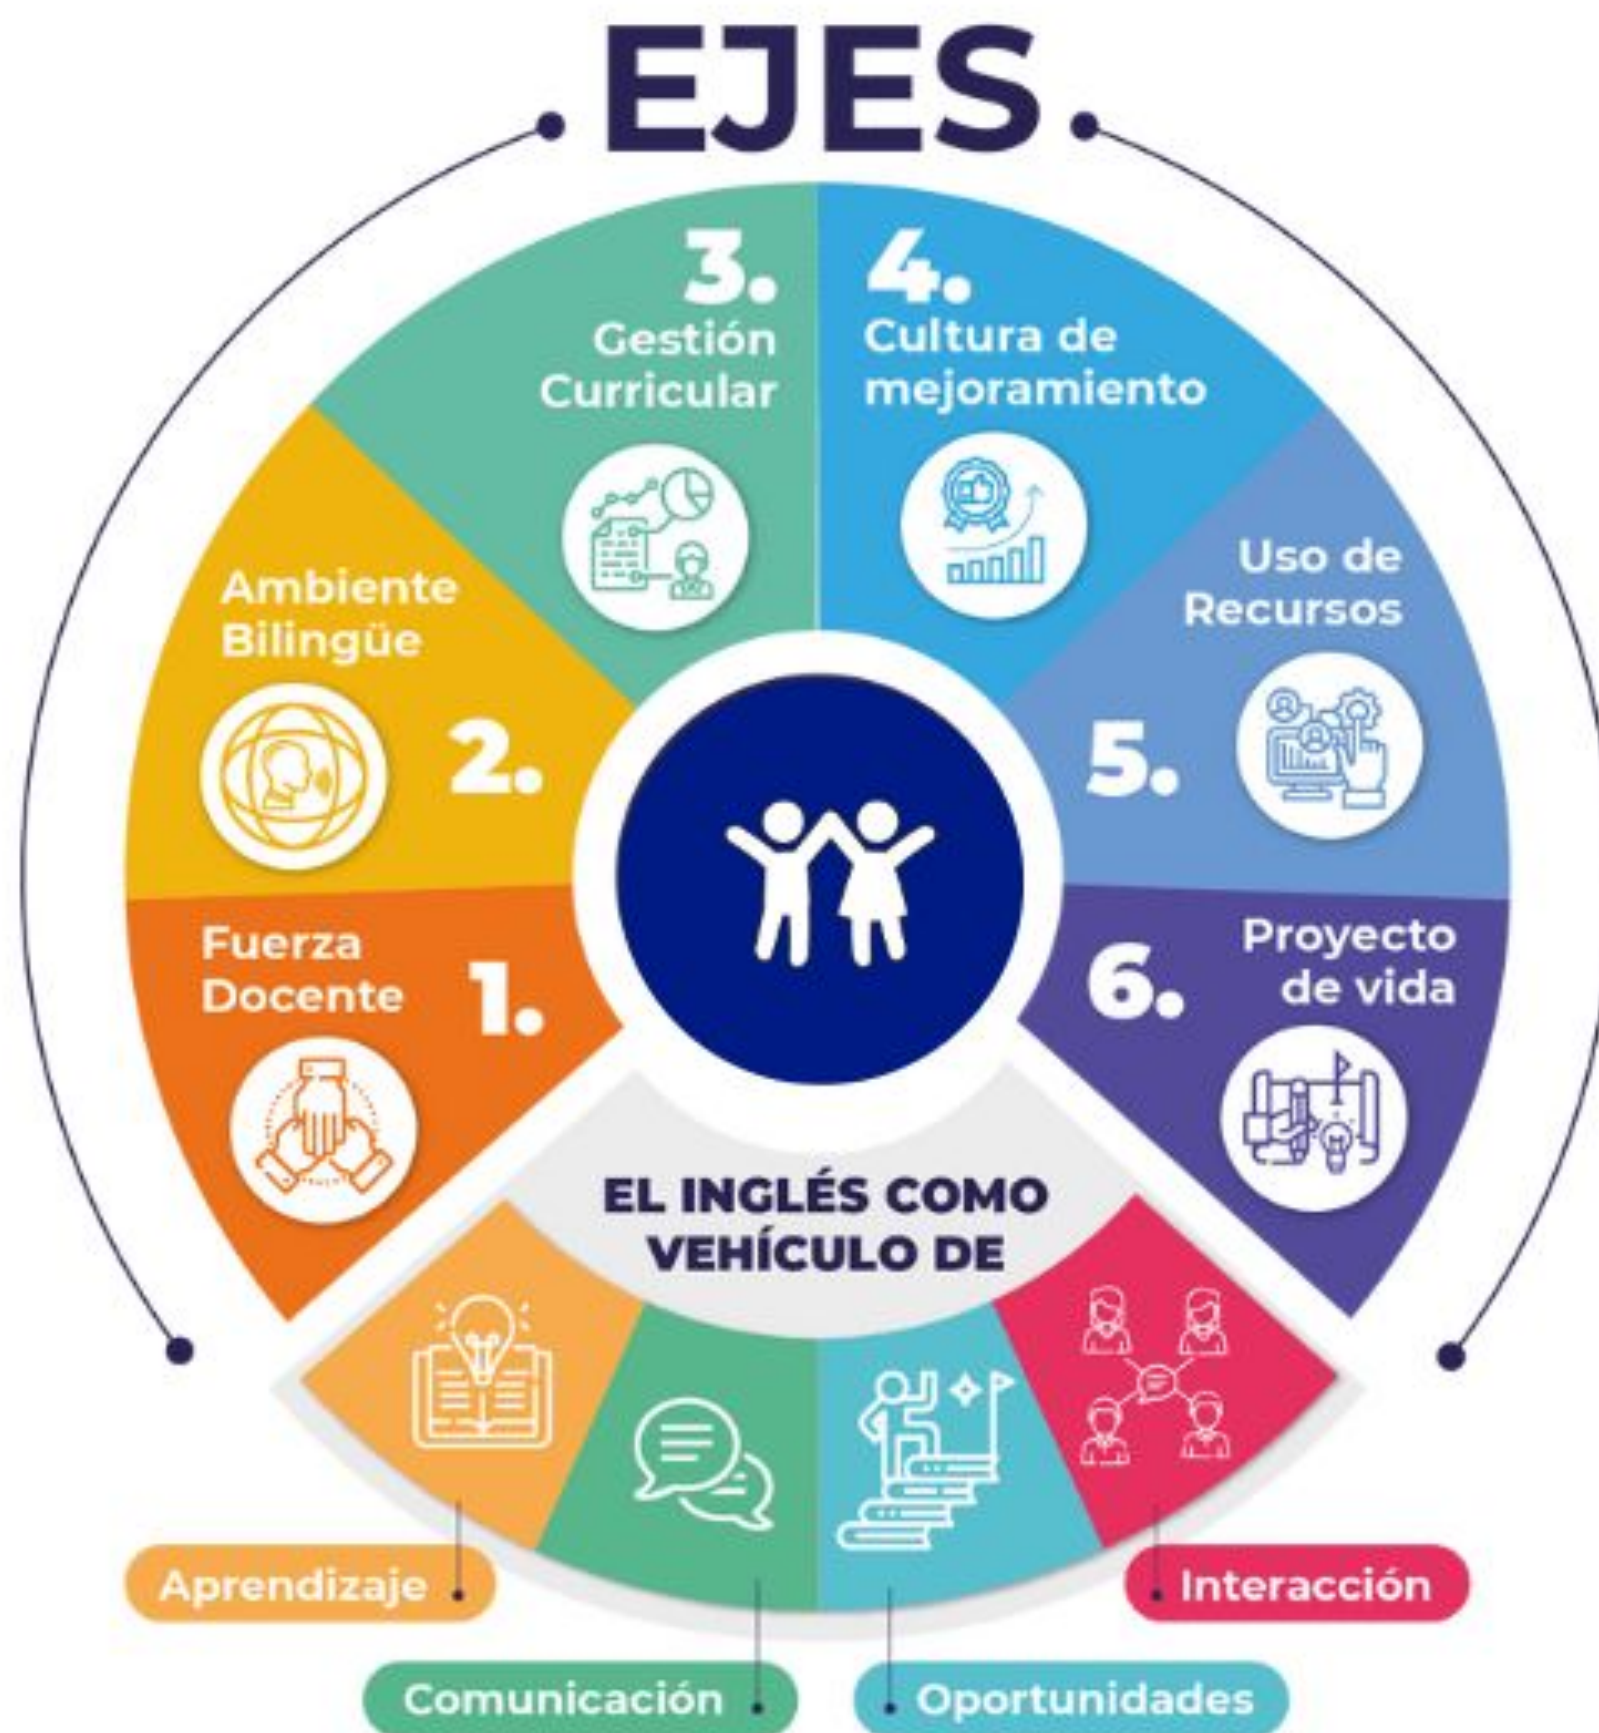 EJES
1.
Fuerza
Docente
2.
Ambiente
Bilingüe
3.
Gestión
Curricular
4.
Cultura de
mejoramiento
5.
Uso de
Recursos
6.
Proyecto
de vida
EL INGLÉS COMO
VEHÍCULO DE
Aprendizaje
Comunicación
Oportunidades
Interacción